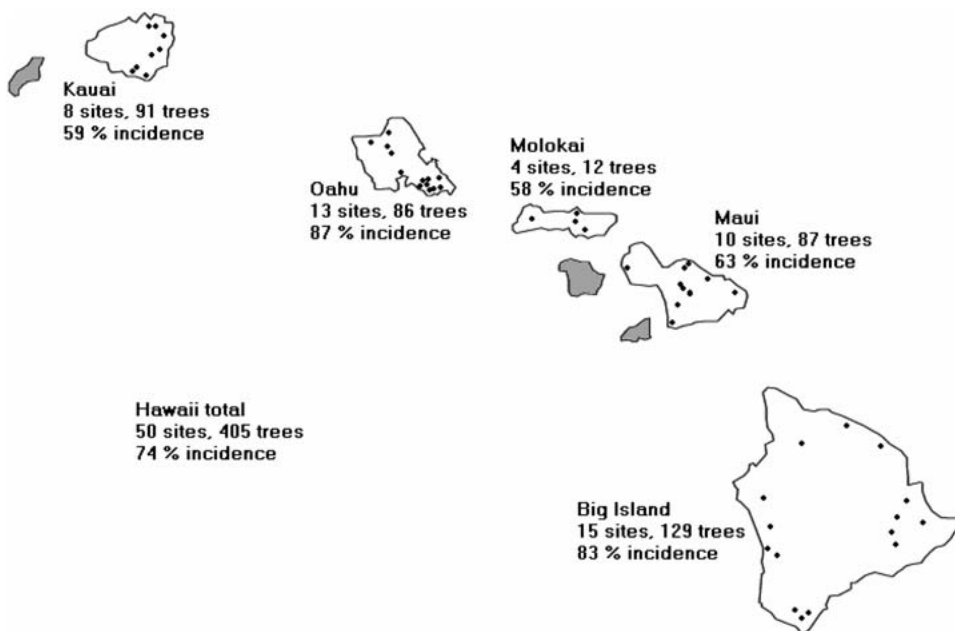 Kauai
8 sites, 91 trees
59 % incidence
Oahu
13 sites, 86 trees
87 % incidence
Molokai
4 sites, 12 trees
58 % incidence
Maui
10 sites, 87 trees
63 % incidence
Hawaii total
50 sites, 405 trees
74 % incidence
Big Island
15 sites, 129 trees
83 % incidence